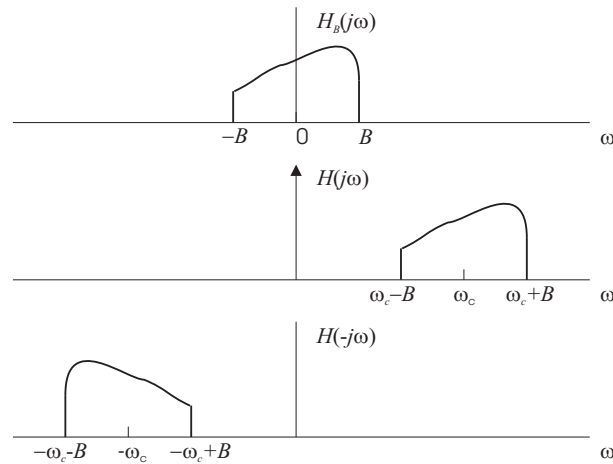 H_B(jω)
−B 0 B ω
H(jω)
ω_c−B ω_c ω_c+B ω
H(-jω)
−ω_c-B -ω_c −ω_c+B ω